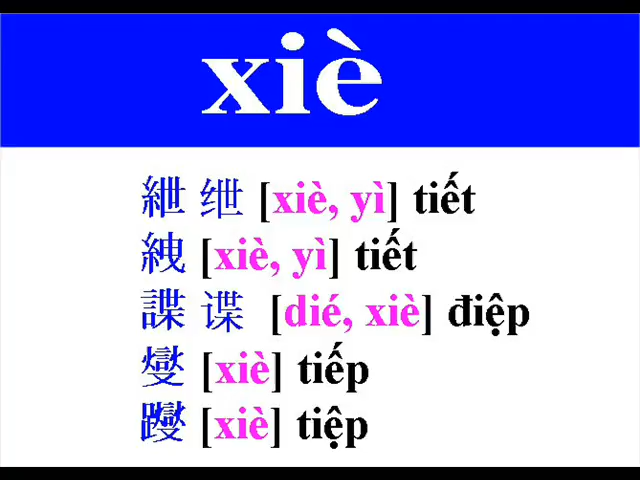 xiè
紲 绁 [xiè, yì] tiết
絏 [xiè, yì] tiết
諜 谍 [dié, xiè] điệp
燮 [xiè] tiếp
躞 [xiè] tiệp